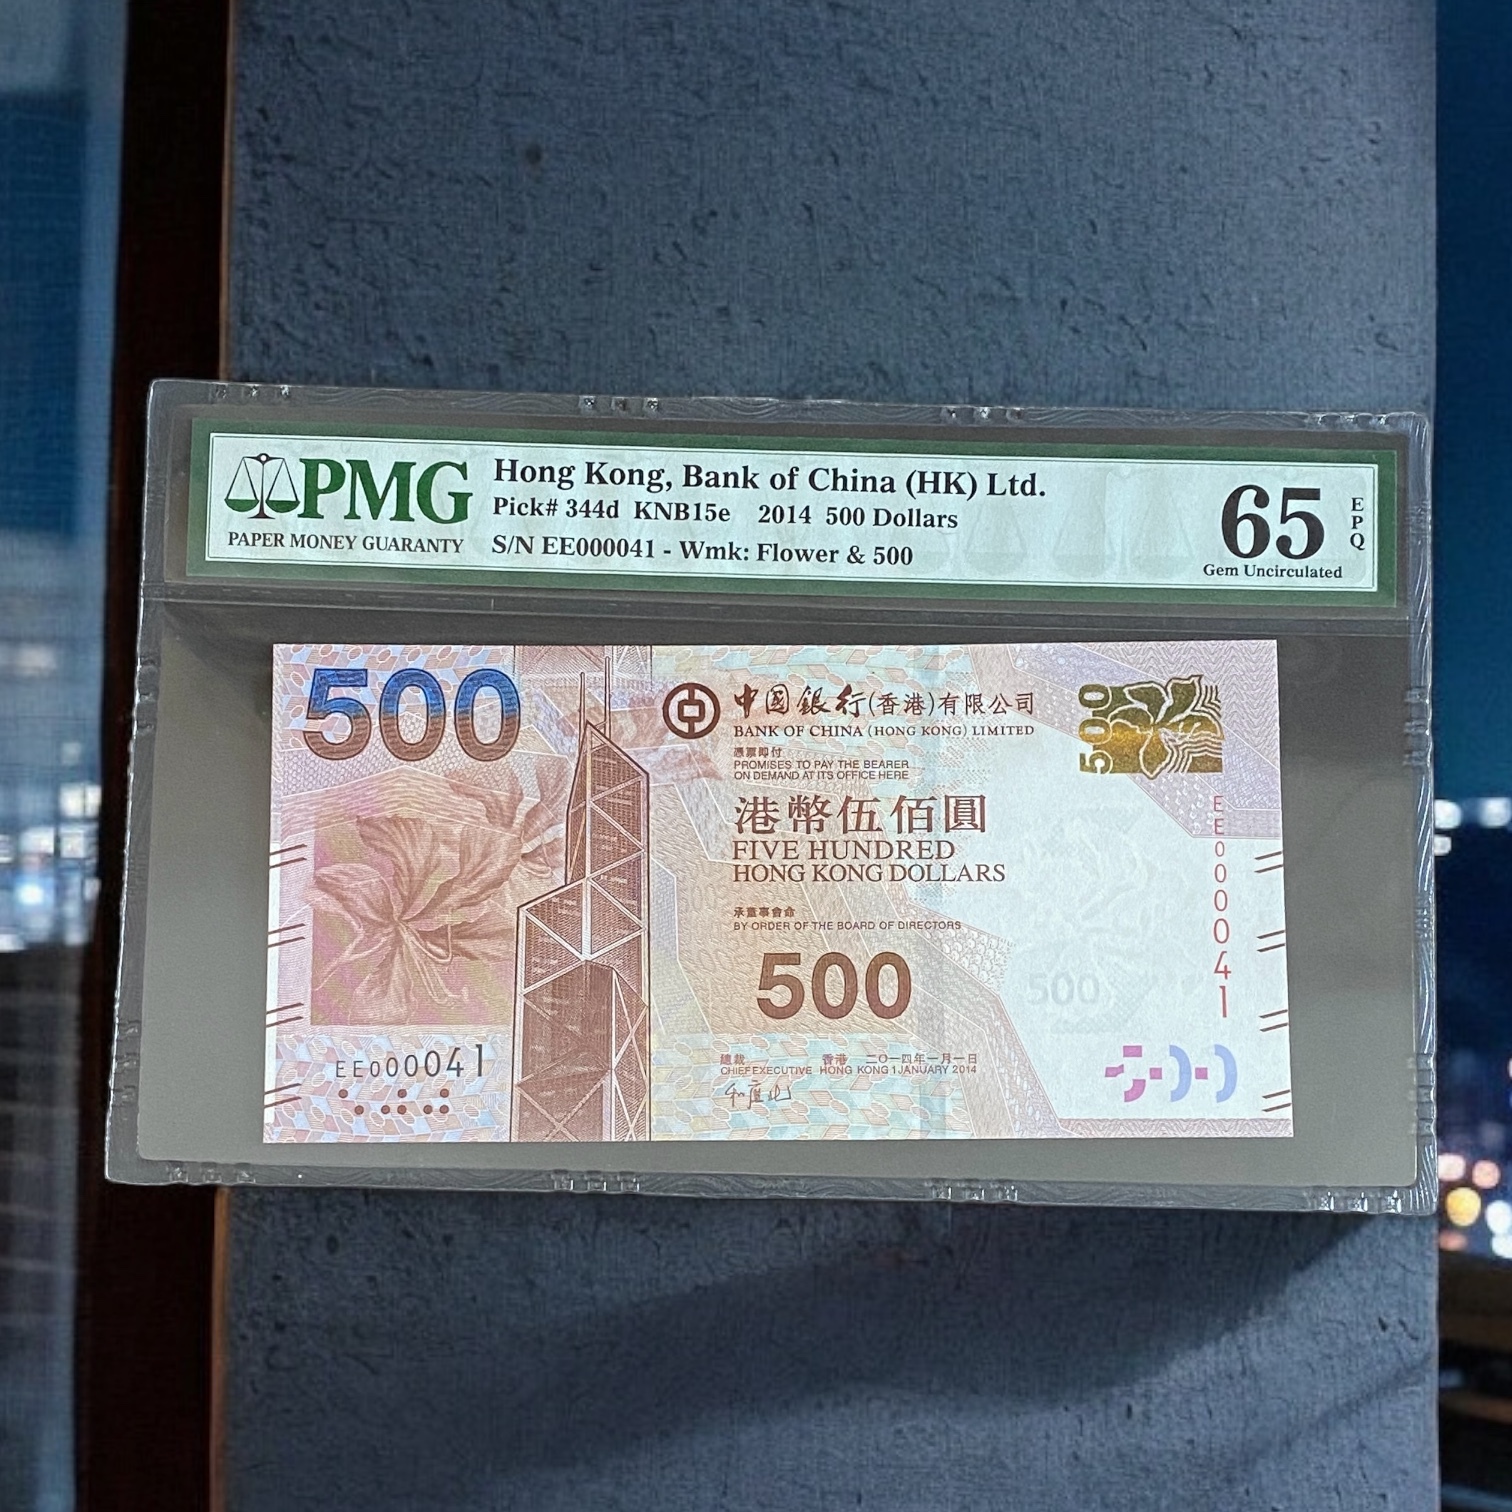 PMG
PAPER MONEY GUARANTY
Hong Kong, Bank of China (HK) Ltd.
Pick# 344d KNB15e 2014 500 Dollars
S/N EE000041 - Wmk: Flower & 500
65
EPQ
Gem Uncirculated
500
中國銀行(香港)有限公司
BANK OF CHINA (HONG KONG) LIMITED
憑票即付
PROMISES TO PAY THE BEARER
ON DEMAND AT ITS OFFICE HERE
500
港幣伍佰圓
FIVE HUNDRED
HONG KONG DOLLARS
EE000041
承董事會命
BY ORDER OF THE BOARD OF DIRECTORS
500
500
EE000041
總裁 香港 二〇一四年一月一日
CHIEF EXECUTIVE HONG KONG 1 JANUARY 2014